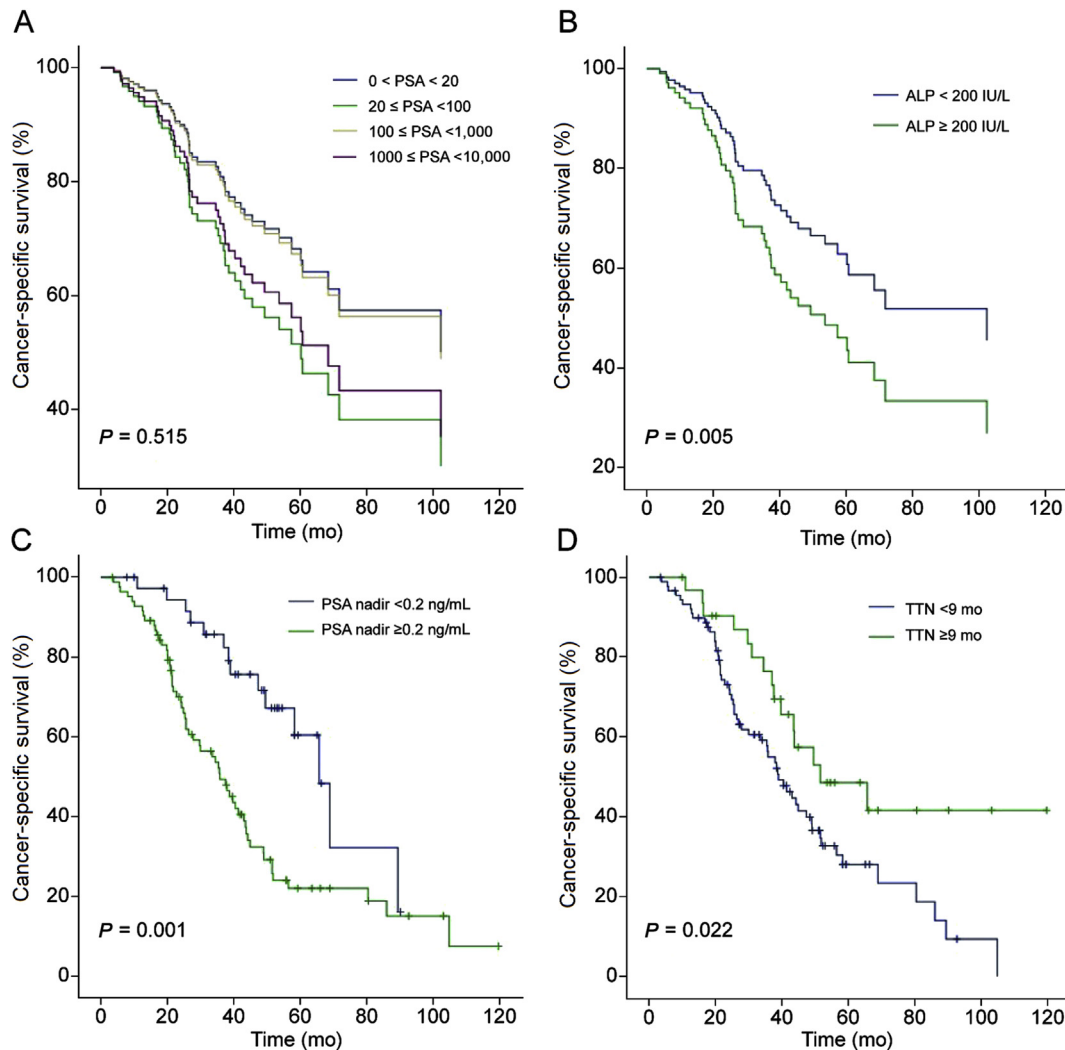 A
Cancer-specific survival (%)
100
80
60
40
0 < PSA < 20
20 ≤ PSA <100
100 ≤ PSA <1,000
1000 ≤ PSA <10,000
P = 0.515
0 20 40 60 80 100 120
Time (mo)
B
Cancer-specific survival (%)
100
80
60
40
20
ALP < 200 IU/L
ALP ≥ 200 IU/L
P = 0.005
0 20 40 60 80 100 120
Time (mo)
C
Cancer-specific survival (%)
100
80
60
40
20
0
PSA nadir <0.2 ng/mL
PSA nadir ≥0.2 ng/mL
P = 0.001
0 20 40 60 80 100 120
Time (mo)
D
Cancer-specific survival (%)
100
80
60
40
20
0
TTN <9 mo
TTN ≥9 mo
P = 0.022
0 20 40 60 80 100 120
Time (mo)